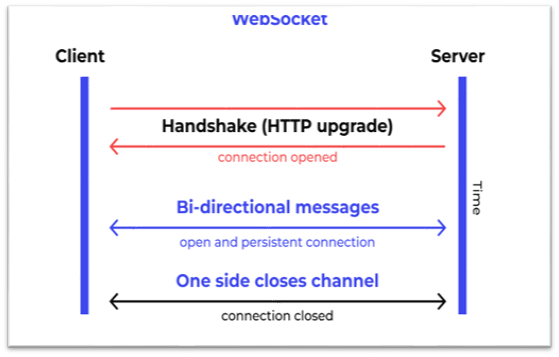 WebSocket
Client
Server
Handshake (HTTP upgrade)
connection opened
Time
Bi-directional messages
open and persistent connection
One side closes channel
connection closed